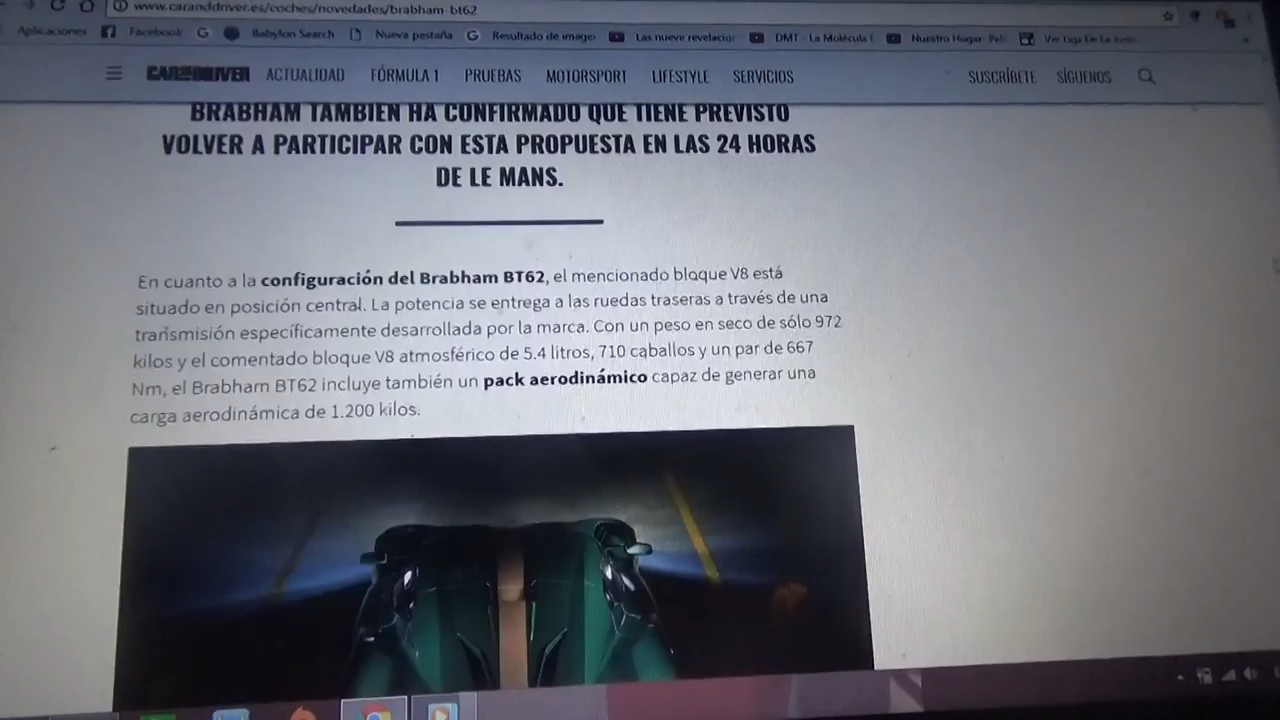 www.caranddriver.es/coches/novedades/brabham-bt62
Aplicaciones Facebook Babylon Search Nueva pestaña Resultado de image: Las nueve revelacio DMT - La Molécula Nuestro Hogar- Ver Liga De La
CAR AND DRIVER ACTUALIDAD FÓRMULA 1 PRUEBAS MOTORSPORT LIFESTYLE SERVICIOS SUSCRÍBETE SÍGUENOS
BRABHAM TAMBIÉN HA CONFIRMADO QUE TIENE PREVISTO
VOLVER A PARTICIPAR CON ESTA PROPUESTA EN LAS 24 HORAS
DE LE MANS.
En cuanto a la configuración del Brabham BT62, el mencionado bloque V8 está
situado en posición central. La potencia se entrega a las ruedas traseras a través de una
transmisión específicamente desarrollada por la marca. Con un peso en seco de sólo 972
kilos y el comentado bloque V8 atmosférico de 5.4 litros, 710 caballos y un par de 667
Nm, el Brabham BT62 incluye también un pack aerodinámico capaz de generar una
carga aerodinámica de 1.200 kilos.